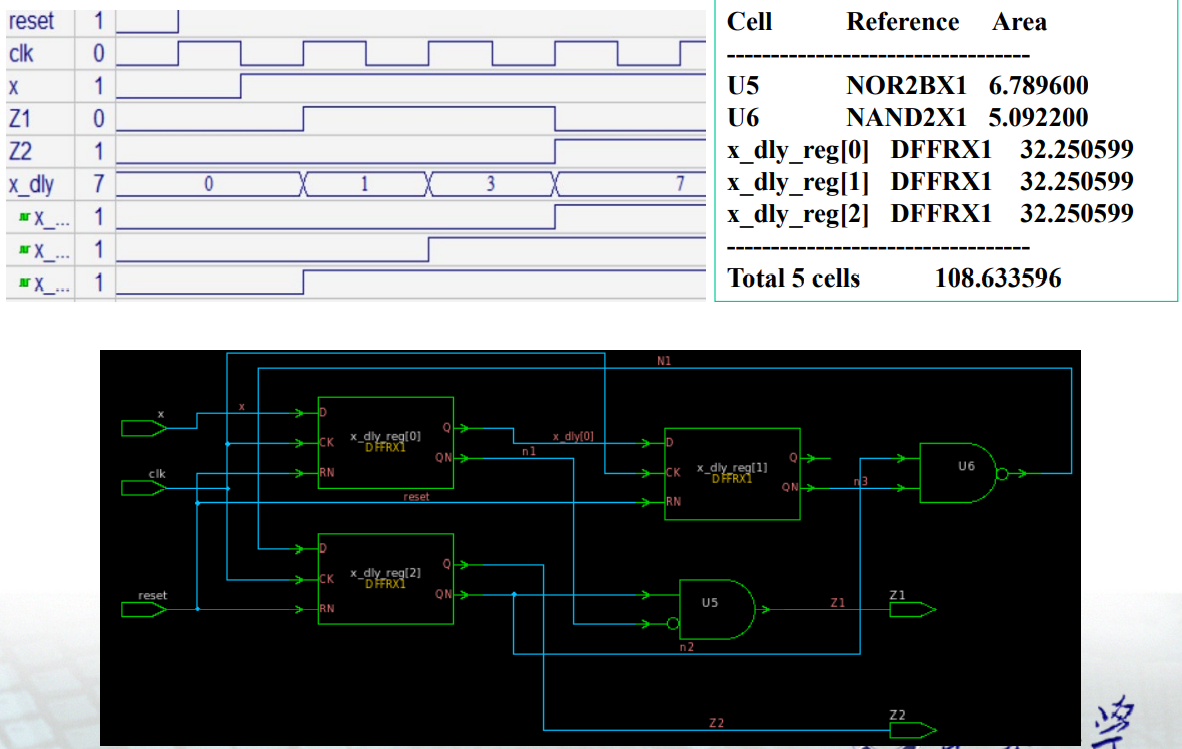 reset 1
clk 0
x 1
Z1 0
Z2 1
x_dly 7 0 1 3 7
x_... 1
x_... 1
x_... 1
Cell Reference Area
----------------------------------
U5 NOR2BX1 6.789600
U6 NAND2X1 5.092200
x_dly_reg[0] DFFRX1 32.250599
x_dly_reg[1] DFFRX1 32.250599
x_dly_reg[2] DFFRX1 32.250599
----------------------------------
Total 5 cells 108.633596
N1
x
x
D
x_dly_reg[0]
DFFRX1
CK
RN
Q
QN
x_dly[0]
n1
clk
reset
D
CK
RN
x_dly_reg[1]
DFFRX1
Q
QN
n3
U6
D
CK
RN
x_dly_reg[2]
DFFRX1
Q
QN
reset
U5
n2
Z1
Z1
Z2
Z2